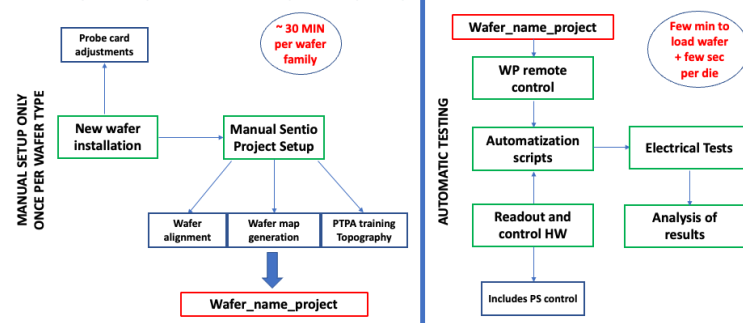 MANUAL SETUP ONLY
ONCE PER WAFER TYPE
Probe card
adjustments
~ 30 MIN
per wafer
family
New wafer
installation
Manual Sentio
Project Setup
Wafer
alignment
Wafer map
generation
PTPA training
Topography
Wafer_name_project
AUTOMATIC TESTING
Wafer_name_project
Few min to
load wafer
+ few sec
per die
WP remote
control
Automatization
scripts
Electrical Tests
Readout and
control HW
Analysis of
results
Includes PS control